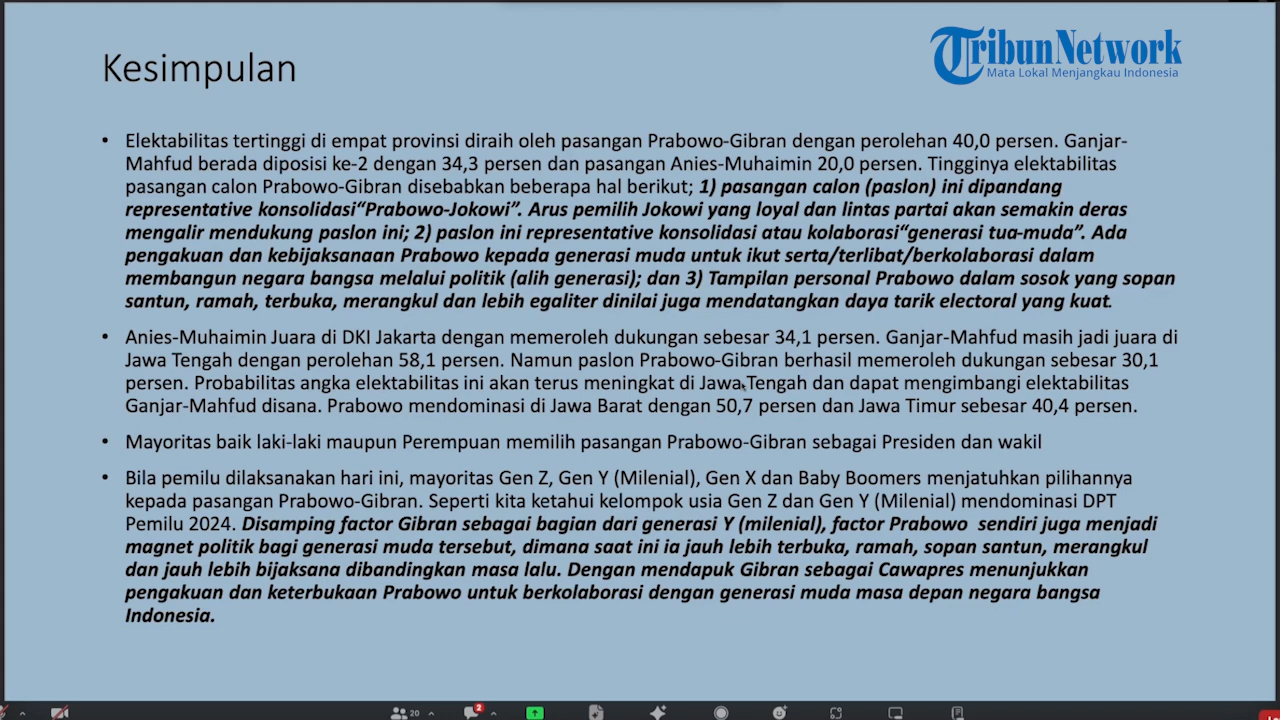 Kesimpulan
TribunNetwork
Mata Lokal Menjangkau Indonesia
• Elektabilitas tertinggi di empat provinsi diraih oleh pasangan Prabowo-Gibran dengan perolehan 40,0 persen. Ganjar-
Mahfud berada diposisi ke-2 dengan 34,3 persen dan pasangan Anies-Muhaimin 20,0 persen. Tingginya elektabilitas
pasangan calon Prabowo-Gibran disebabkan beberapa hal berikut; 1) pasangan calon (paslon) ini dipandang
representative konsolidasi“Prabowo-Jokowi”. Arus pemilih Jokowi yang loyal dan lintas partai akan semakin deras
mengalir mendukung paslon ini; 2) paslon ini representative konsolidasi atau kolaborasi“generasi tua-muda”. Ada
pengakuan dan kebijaksanaan Prabowo kepada generasi muda untuk ikut serta/terlibat/berkolaborasi dalam
membangun negara bangsa melalui politik (alih generasi); dan 3) Tampilan personal Prabowo dalam sosok yang sopan
santun, ramah, terbuka, merangkul dan lebih egaliter dinilai juga mendatangkan daya tarik electoral yang kuat.
• Anies-Muhaimin Juara di DKI Jakarta dengan memeroleh dukungan sebesar 34,1 persen. Ganjar-Mahfud masih jadi juara di
Jawa Tengah dengan perolehan 58,1 persen. Namun paslon Prabowo-Gibran berhasil memeroleh dukungan sebesar 30,1
persen. Probabilitas angka elektabilitas ini akan terus meningkat di Jawa Tengah dan dapat mengimbangi elektabilitas
Ganjar-Mahfud disana. Prabowo mendominasi di Jawa Barat dengan 50,7 persen dan Jawa Timur sebesar 40,4 persen.
• Mayoritas baik laki-laki maupun Perempuan memilih pasangan Prabowo-Gibran sebagai Presiden dan wakil
• Bila pemilu dilaksanakan hari ini, mayoritas Gen Z, Gen Y (Milenial), Gen X dan Baby Boomers menjatuhkan pilihannya
kepada pasangan Prabowo-Gibran. Seperti kita ketahui kelompok usia Gen Z dan Gen Y (Milenial) mendominasi DPT
Pemilu 2024. Disamping factor Gibran sebagai bagian dari generasi Y (milenial), factor Prabowo sendiri juga menjadi
magnet politik bagi generasi muda tersebut, dimana saat ini ia jauh lebih terbuka, ramah, sopan santun, merangkul
dan jauh lebih bijaksana dibandingkan masa lalu. Dengan mendapuk Gibran sebagai Cawapres menunjukkan
pengakuan dan keterbukaan Prabowo untuk berkolaborasi dengan generasi muda masa depan negara bangsa
Indonesia.
20
2